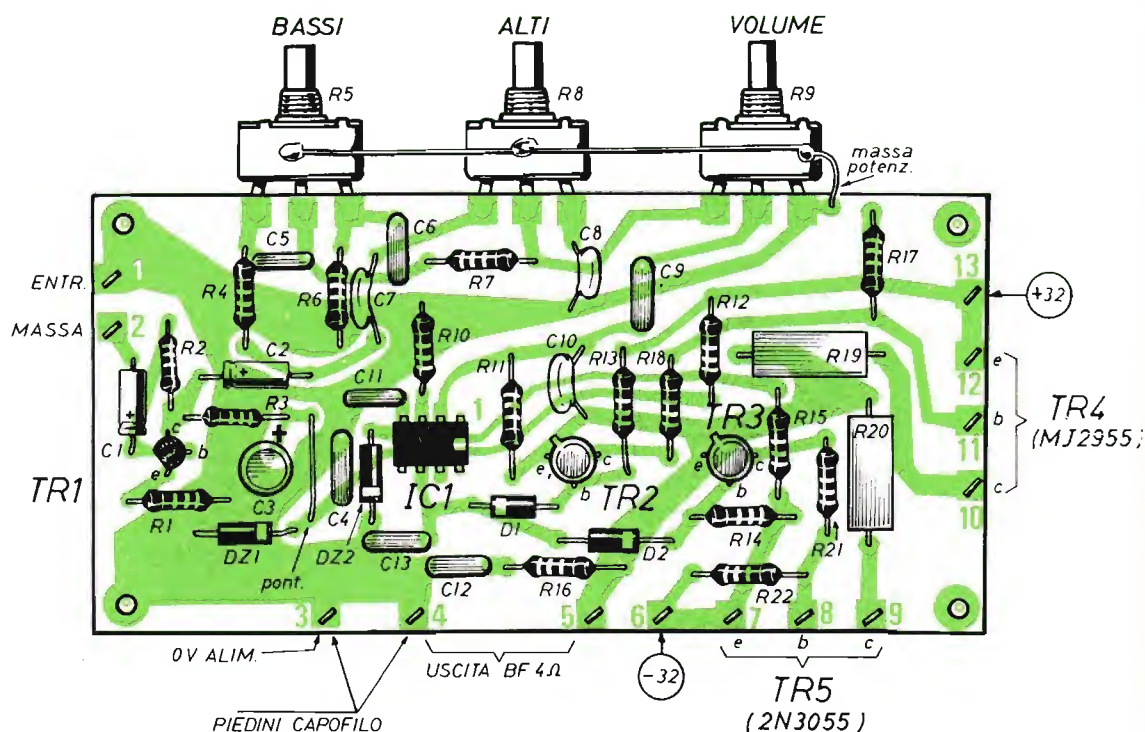 BASSI
ALTI
VOLUME
R5
R8
R9
massa
potenz.
ENTR. 1
MASSA 2
C5
C6
C8
C9
R4
R6
C7
R7
R10
R12
R17
13
+32
R2
C2
C11
R11
C10
R13
R18
R19
12
e
b
c
11
10
TR4
(MJ2955)
C1
R3
c
b
e
TR1
R1
C3
+
DZ1
pont.
C4
DZ2
IC1
1
C13
C12
D1
TR2
e
c
b
D2
R16
TR3
e
c
b
R15
R14
R21
R20
R22
3
4
5
6
7
8
9
0V ALIM.
USCITA BF 4Ω
-32
e
b
c
TR5
(2N3055)
PIEDINI CAPOFILO